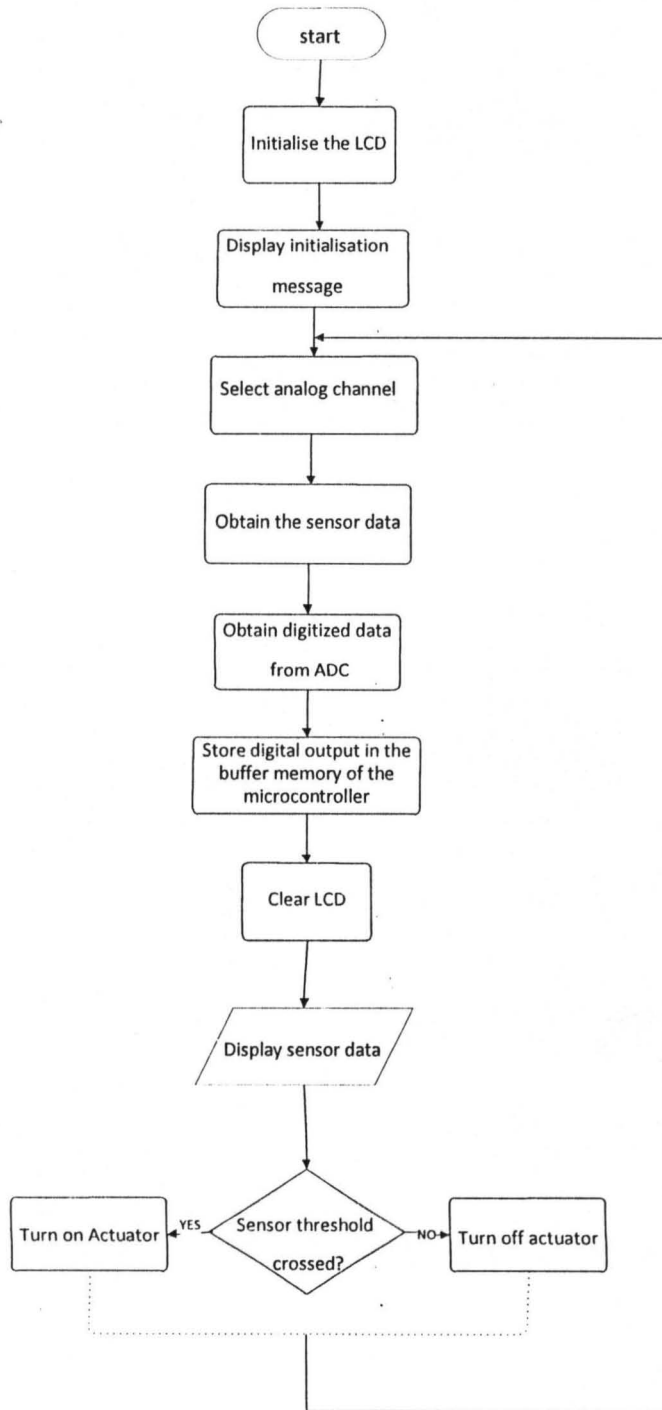 start
Initialise the LCD
Display initialisation
message
Select analog channel
Obtain the sensor data
Obtain digitized data
from ADC
Store digital output in the
buffer memory of the
microcontroller
Clear LCD
Display sensor data
Sensor threshold
crossed?
YES
Turn on Actuator
NO
Turn off actuator